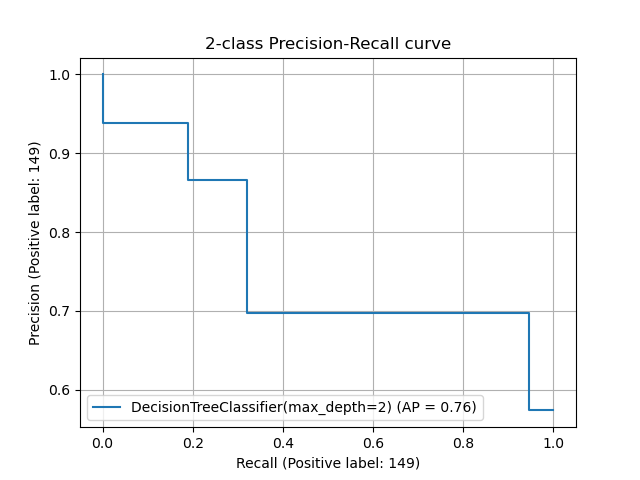 2-class Precision-Recall curve
Precision (Positive label: 149)
1.0
0.9
0.8
0.7
0.6
DecisionTreeClassifier(max_depth=2) (AP = 0.76)
0.0 0.2 0.4 0.6 0.8 1.0
Recall (Positive label: 149)